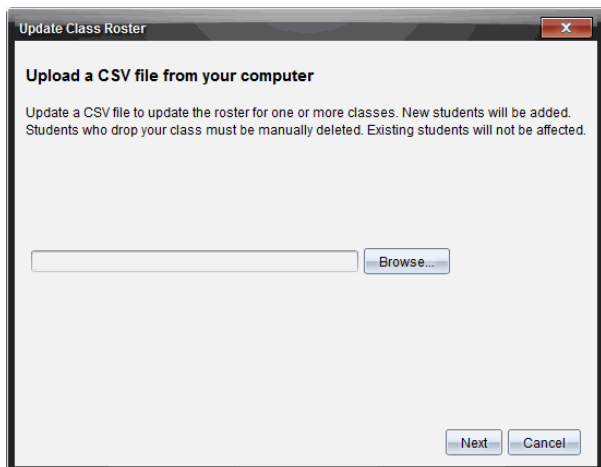 Update Class Roster
X
Upload a CSV file from your computer
Update a CSV file to update the roster for one or more classes. New students will be added.
Students who drop your class must be manually deleted. Existing students will not be affected.
Browse...
Next Cancel